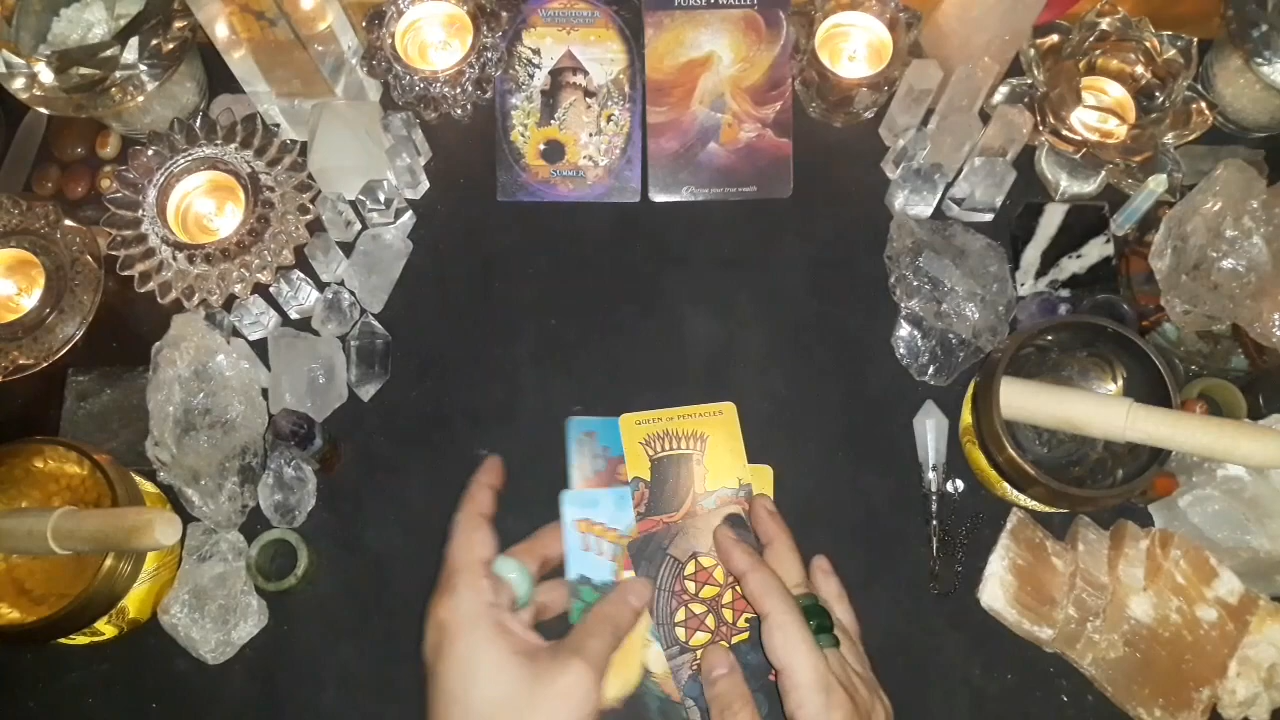 WATCHTOWER
OF THE SOUTH
SUMMER
PURSE • WALLET
Pursue your true wealth
QUEEN OF PENTACLES